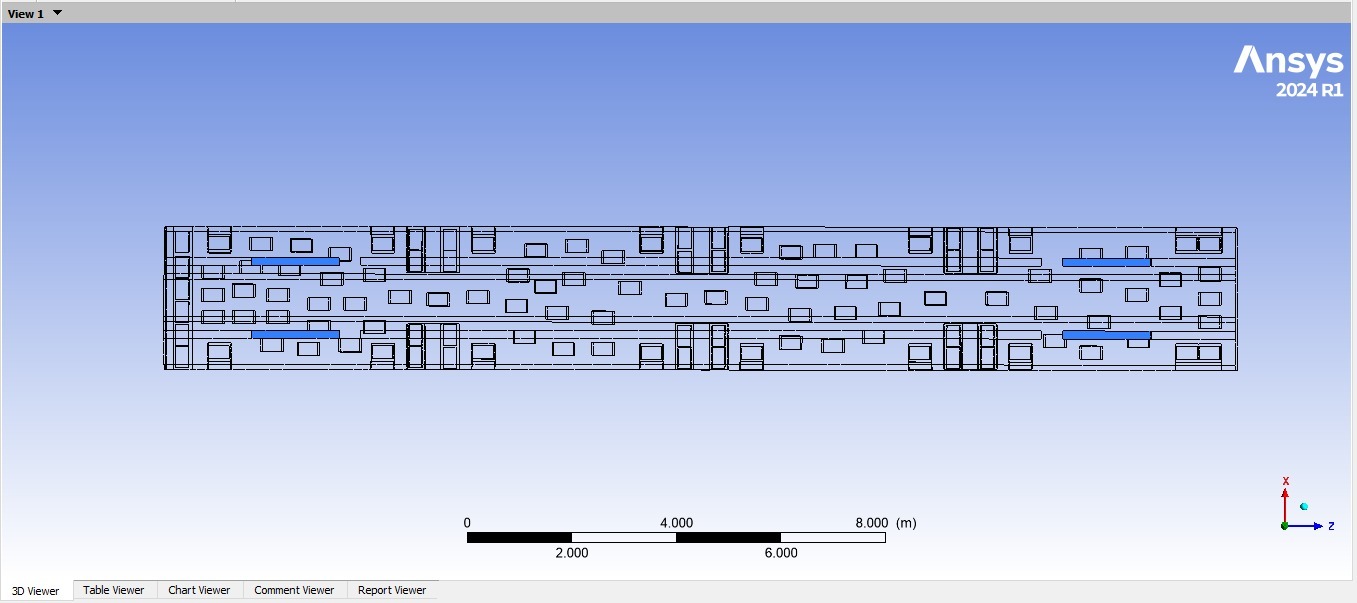 View 1
Ansys
2024 R1
X
Z
0 4.000 8.000 (m)
2.000 6.000
3D Viewer Table Viewer Chart Viewer Comment Viewer Report Viewer